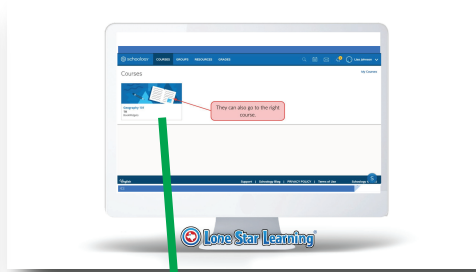 schoology COURSES GROUPS RESOURCES GRADES
Courses
My Courses
They can also go to the right
course.
Geography 101
English
Support | Schoology Blog | PRIVACY POLICY | Terms of Use
Lone Star Learning